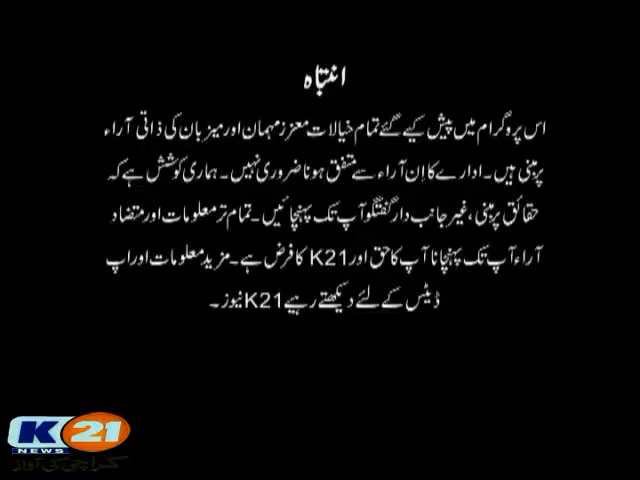 انتباہ
اس پروگرام میں پیش کیے گئے تمام خیالات معزز مہمان اور میزبان کی ذاتی آراء
پر مبنی ہیں۔ ادارے کا اِن آراء سے متفق ہونا ضروری نہیں۔ ہماری کوشش ہے کہ
حقائق پر مبنی، غیر جانب دار گفتگو آپ تک پہنچائیں۔ تمام تر معلومات اور متضاد
آراء آپ تک پہنچانا آپ کا حق اور K21 کا فرض ہے۔ مزید معلومات اور اپ
ڈیٹس کے لئے دیکھتے رہیے K21 نیوز۔
K21
NEWS
کراچی کی آواز